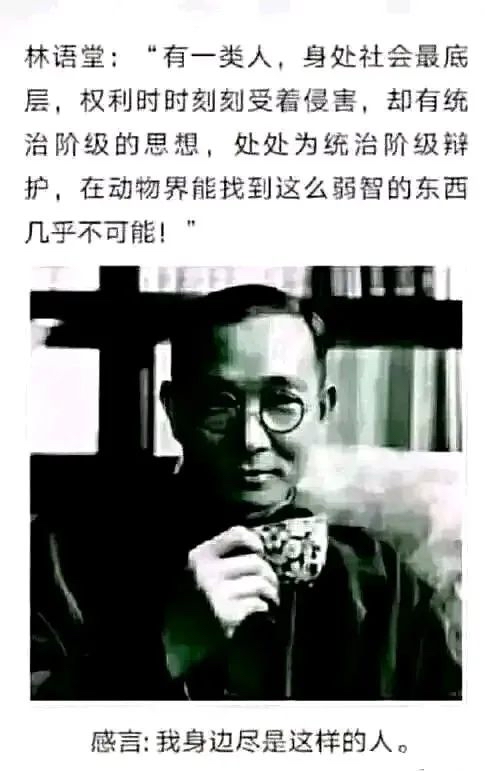 林语堂：“有一类人，身处社会最底
层，权利时时刻刻受着侵害，却有统
治阶级的思想，处处为统治阶级辩
护，在动物界能找到这么弱智的东西
几乎不可能！”
感言: 我身边尽是这样的人。